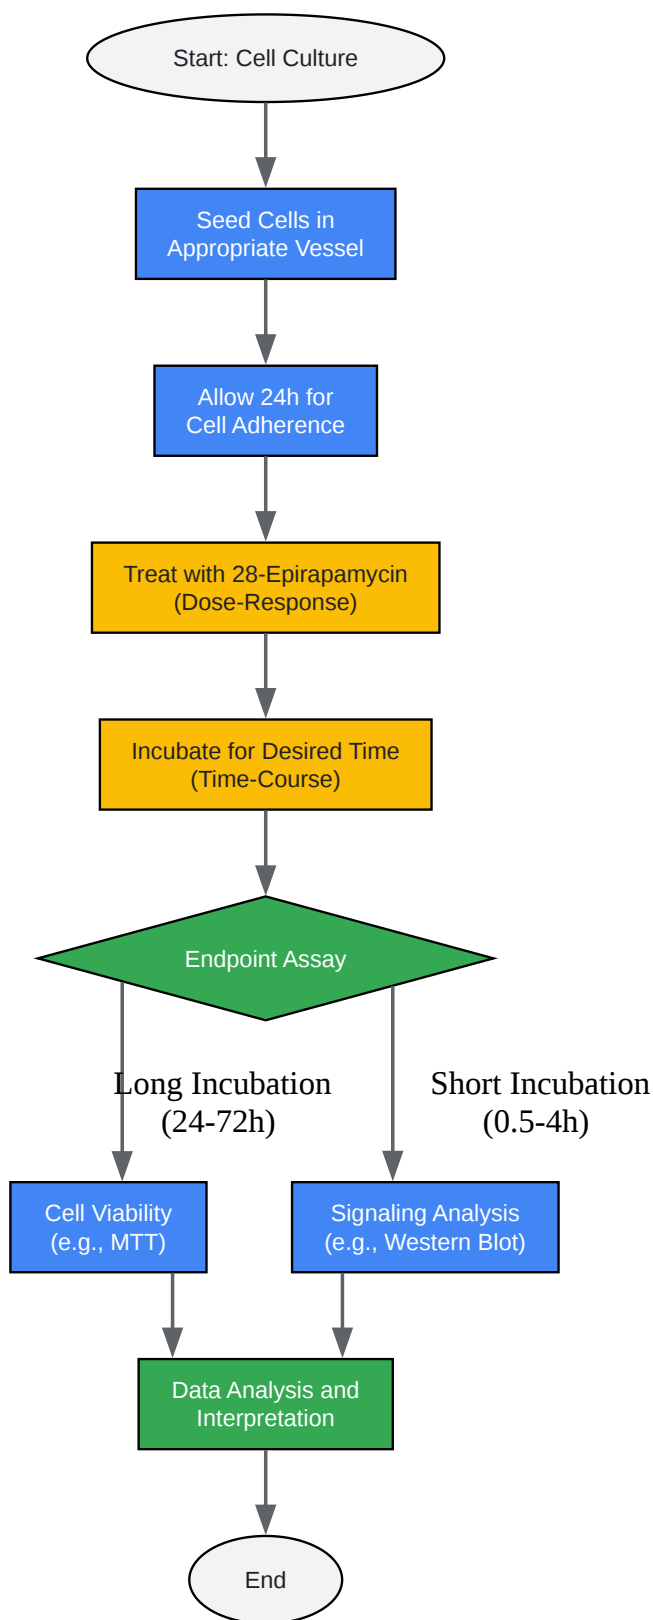 Start: Cell Culture
Seed Cells in
Appropriate Vessel
Allow 24h for
Cell Adherence
Treat with 28-Epirapamycin
(Dose-Response)
Incubate for Desired Time
(Time-Course)
Endpoint Assay
Long Incubation
(24-72h)
Short Incubation
(0.5-4h)
Cell Viability
(e.g., MTT)
Signaling Analysis
(e.g., Western Blot)
Data Analysis and
Interpretation
End